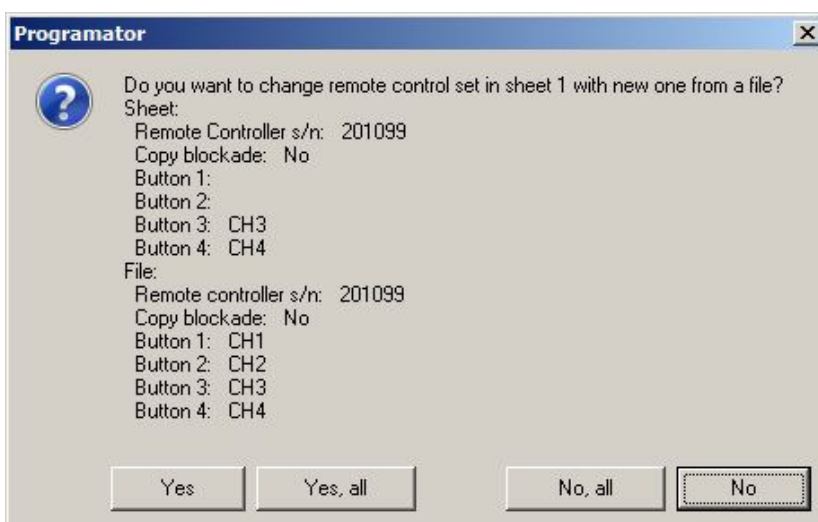 Programator
Do you want to change remote control set in sheet 1 with new one from a file?
Sheet:
Remote Controller s/n: 201099
Copy blockade: No
Button 1:
Button 2:
Button 3: CH3
Button 4: CH4
File:
Remote controller s/n: 201099
Copy blockade: No
Button 1: CH1
Button 2: CH2
Button 3: CH3
Button 4: CH4
Yes Yes, all No, all No